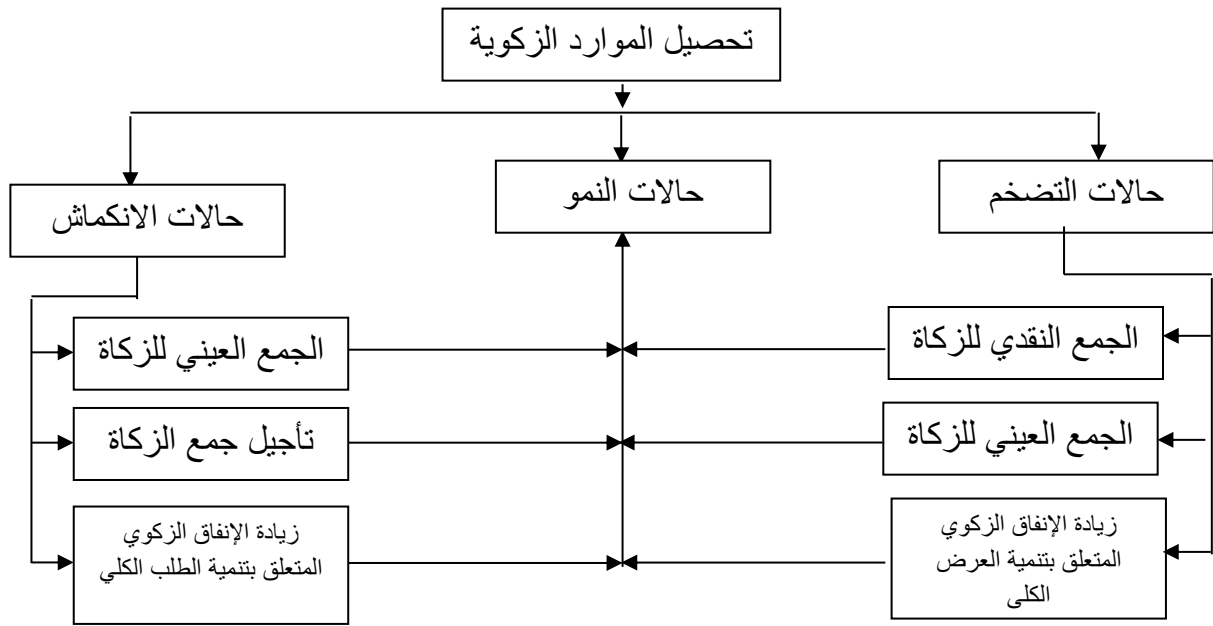 تحصيل الموارد الزكوية
حالات التضخم
حالات النمو
حالات الانكماش
الجمع النقدي للزكاة
الجمع العيني للزكاة
زيادة الإنفاق الزكوي
المتعلق بتنمية العرض
الكلى
الجمع العيني للزكاة
تأجيل جمع الزكاة
زيادة الإنفاق الزكوي
المتعلق بتنمية الطلب الكلي